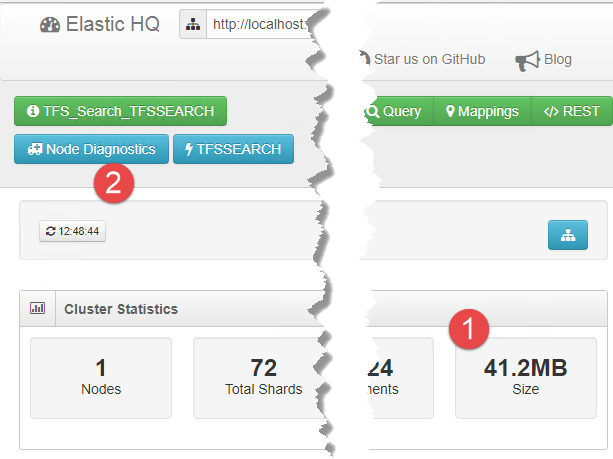 Elastic HQ
http://localhost
Star us on GitHub
Blog
TFS_Search_TFSSEARCH
Query
Mappings
</> REST
Node Diagnostics
TFSSEARCH
2
12:48:44
Cluster Statistics
1
1
72
24
41.2MB
Nodes
Total Shards
Size